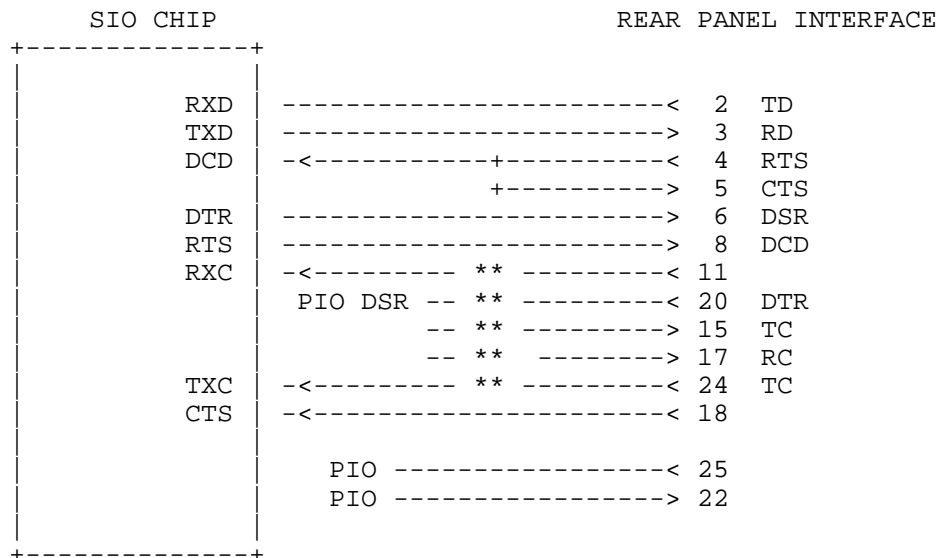 SIO CHIP REAR PANEL INTERFACE
RXD ------------------------< 2 TD
TXD ------------------------> 3 RD
DCD -<-----------+----------< 4 RTS
+----------> 5 CTS
DTR ------------------------> 6 DSR
RTS ------------------------> 8 DCD
RXC -<--------- ** ---------< 11
PIO DSR -- ** ---------< 20 DTR
-- ** ---------> 15 TC
-- ** --------> 17 RC
TXC -<--------- ** ---------< 24 TC
CTS -<----------------------< 18
PIO -----------------< 25
PIO -----------------> 22